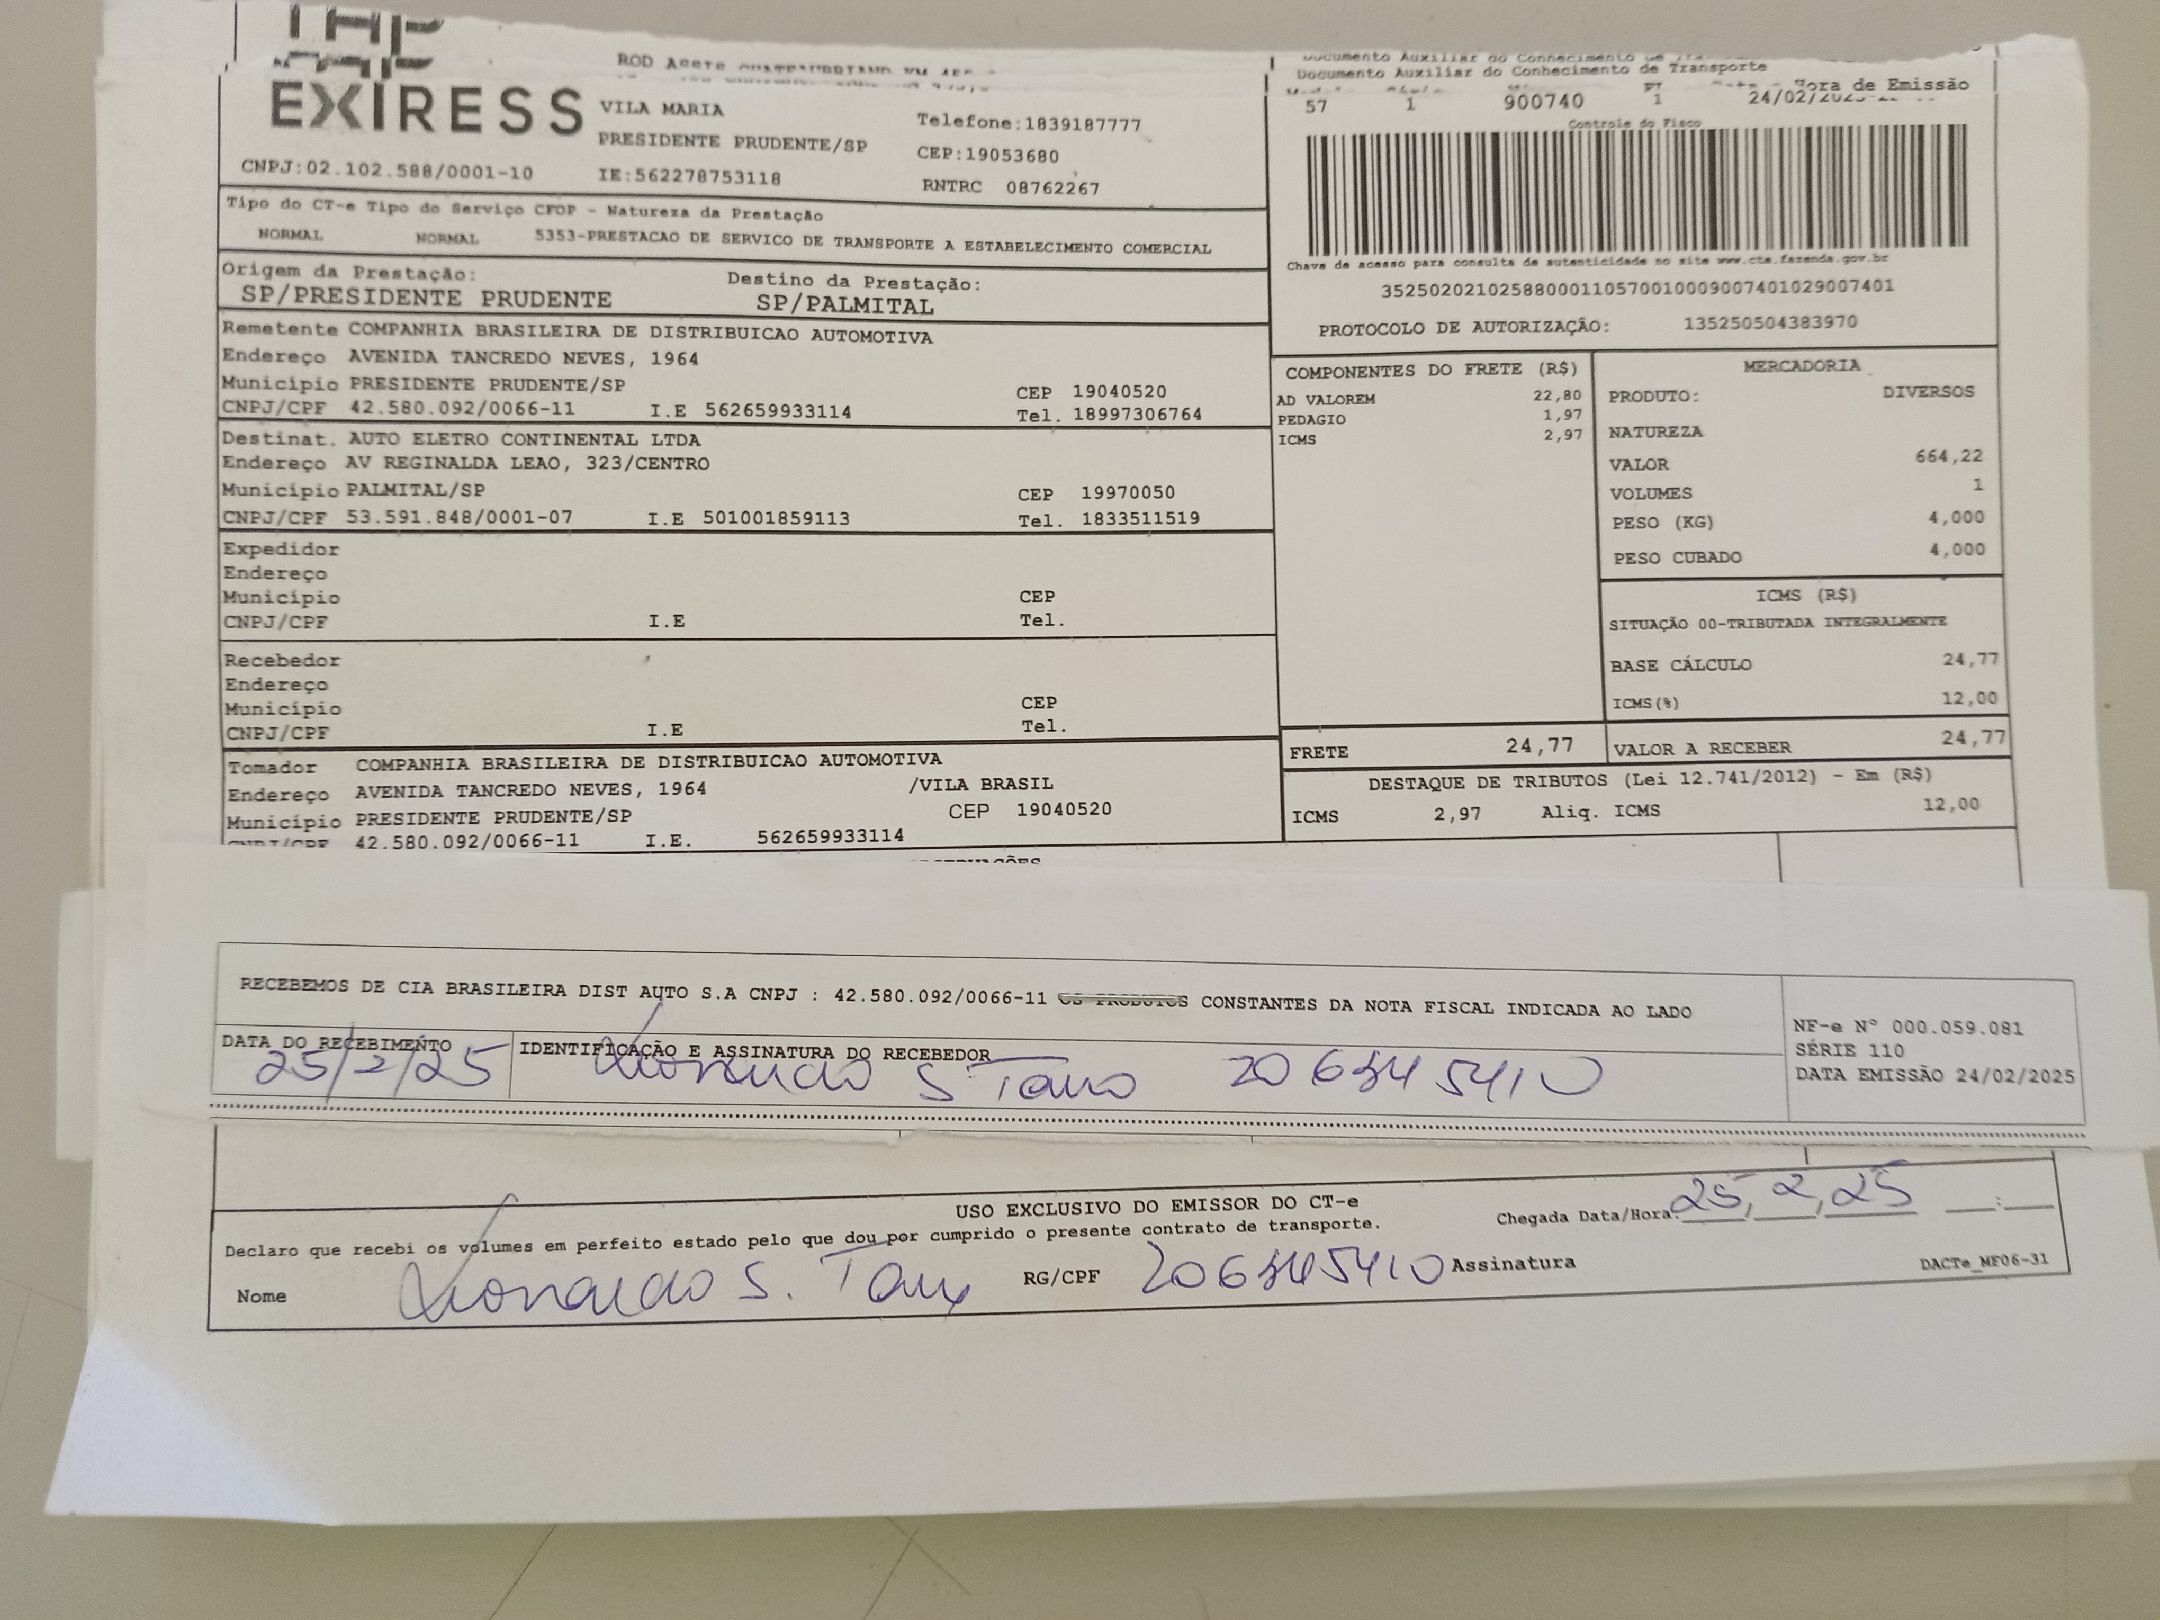 EXIRESS
VILA MARIA
Telefone:1839187777
PRESIDENTE PRUDENTE/SP
CEP:19053680
CNPJ:02.102.588/0001-10
IE:562278753118
RNTRC 08762267
Documento Auxiliar do Conhecimento de Transporte
Hora de Emissão
57 1 900740 1 24/02/
Controle do Fisco
Chave de acesso para consulta de autenticidade no site www.cte.fazenda.gov.br
35250202102588000110570010009007401029007401
PROTOCOLO DE AUTORIZAÇÃO: 135250504383970
Tipo do CT-e Tipo do Serviço CFOP - Natureza da Prestação
NORMAL NORMAL 5353-PRESTACAO DE SERVICO DE TRANSPORTE A ESTABELECIMENTO COMERCIAL
Origem da Prestação: Destino da Prestação:
SP/PRESIDENTE PRUDENTE SP/PALMITAL
Remetente COMPANHIA BRASILEIRA DE DISTRIBUICAO AUTOMOTIVA
Endereço AVENIDA TANCREDO NEVES, 1964
Município PRESIDENTE PRUDENTE/SP CEP 19040520
CNPJ/CPF 42.580.092/0066-11 I.E 562659933114 Tel. 18997306764
Destinat. AUTO ELETRO CONTINENTAL LTDA
Endereço AV REGINALDA LEAO, 323/CENTRO
Município PALMITAL/SP CEP 19970050
CNPJ/CPF 53.591.848/0001-07 I.E 501001859113 Tel. 1833511519
Expedidor
Endereço
Município CEP
CNPJ/CPF I.E Tel.
Recebedor
Endereço
Município CEP
CNPJ/CPF I.E Tel.
Tomador COMPANHIA BRASILEIRA DE DISTRIBUICAO AUTOMOTIVA
Endereço AVENIDA TANCREDO NEVES, 1964 /VILA BRASIL
Município PRESIDENTE PRUDENTE/SP CEP 19040520
CNPJ/CPF 42.580.092/0066-11 I.E. 562659933114
COMPONENTES DO FRETE (R$)
AD VALOREM 22,80
PEDAGIO 1,97
ICMS 2,97
MERCADORIA
PRODUTO: DIVERSOS
NATUREZA
VALOR 664,22
VOLUMES 1
PESO (KG) 4,000
PESO CUBADO 4,000
ICMS (R$)
SITUAÇÃO 00-TRIBUTADA INTEGRALMENTE
BASE CÁLCULO 24,77
ICMS(%) 12,00
FRETE 24,77 VALOR A RECEBER 24,77
DESTAQUE DE TRIBUTOS (Lei 12.741/2012) - Em (R$)
ICMS 2,97 Aliq. ICMS 12,00
RECEBEMOS DE CIA BRASILEIRA DIST AUTO S.A CNPJ : 42.580.092/0066-11 OS PRODUTOS CONSTANTES DA NOTA FISCAL INDICADA AO LADO
DATA DO RECEBIMENTO IDENTIFICAÇÃO E ASSINATURA DO RECEBEDOR
25/2/25 Leonardo S
NF-e Nº 000.059.081
SÉRIE 110
DATA EMISSÃO 24/02/2025
USO EXCLUSIVO DO EMISSOR DO CT-e
Declaro que recebi os volumes em perfeito estado pelo que dou por cumprido o presente contrato de transporte.
Chegada Data/Hora: 25, 2, 25
Nome Leonardo S. RG/CPF Assinatura
DACTe_MF06-31